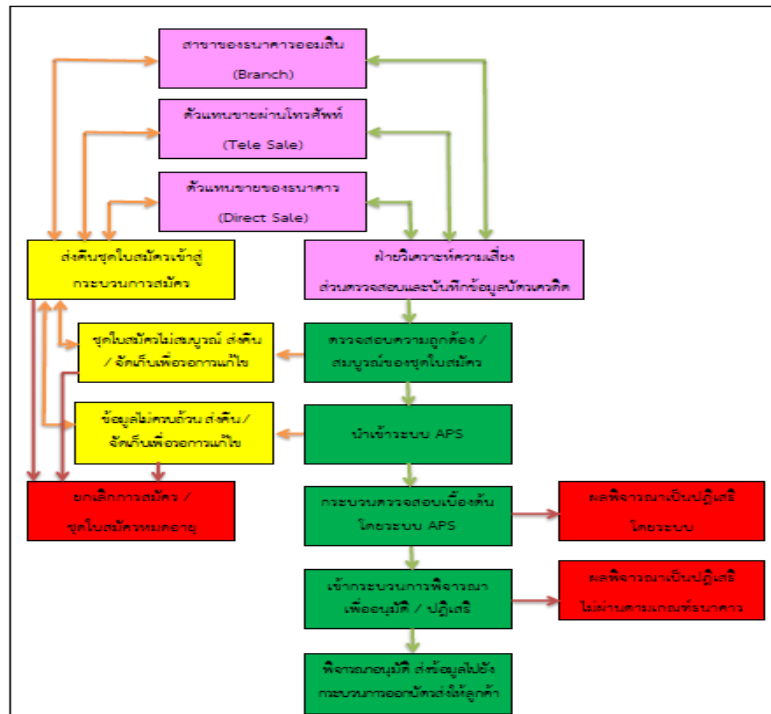 สาขาของธนาคารออมสิน
(Branch)
ตัวแทนขายผ่านโทรศัพท์
(Tele Sale)
ตัวแทนขายของธนาคาร
(Direct Sale)
ส่งคืนชุดใบสมัครเข้าสู่
กระบวนการสมัคร
ฝ่ายวิเคราะห์ความเสี่ยง
ส่วนตรวจสอบและบันทึกข้อมูลบัตรเครดิต
ชุดใบสมัครไม่สมบูรณ์ ส่งคืน
/ จัดเก็บเพื่อรอการแก้ไข
ตรวจสอบความถูกต้อง /
สมบูรณ์ของชุดใบสมัคร
ข้อมูลไม่ครบถ้วน ส่งคืน /
จัดเก็บเพื่อรอการแก้ไข
นำเข้าระบบ APS
ยกเลิกการสมัคร /
ชุดใบสมัครหมดอายุ
กระบวนตรวจสอบเบื้องต้น
โดยระบบ APS
ผลพิจารณาเป็นปฏิเสธ
โดยระบบ
เข้ากระบวนการพิจารณา
เพื่ออนุมัติ / ปฏิเสธ
ผลพิจารณาเป็นปฏิเสธ
ไม่ผ่านตามเกณฑ์ธนาคาร
พิจารณาอนุมัติ ส่งข้อมูลไปยัง
กระบวนการออกบัตรส่งให้ลูกค้า